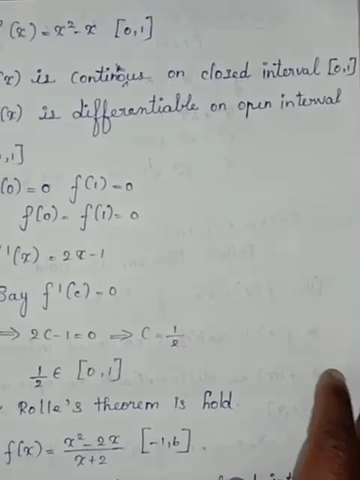 f(x) = x² - x [0,1]
(x) is continous on closed interval [0,1]
(x) is differantiable on open interval
,1]
(0) = 0 f(1) = 0
f(0) = f(1) = 0
f'(x) = 2x - 1
Say f'(c) = 0
⇒ 2c - 1 = 0 ⇒ c = 1/2
1/2 ∈ [0,1]
Rolle's theorem is hold.
f(x) = x² - 2x / x + 2 [-1,6].